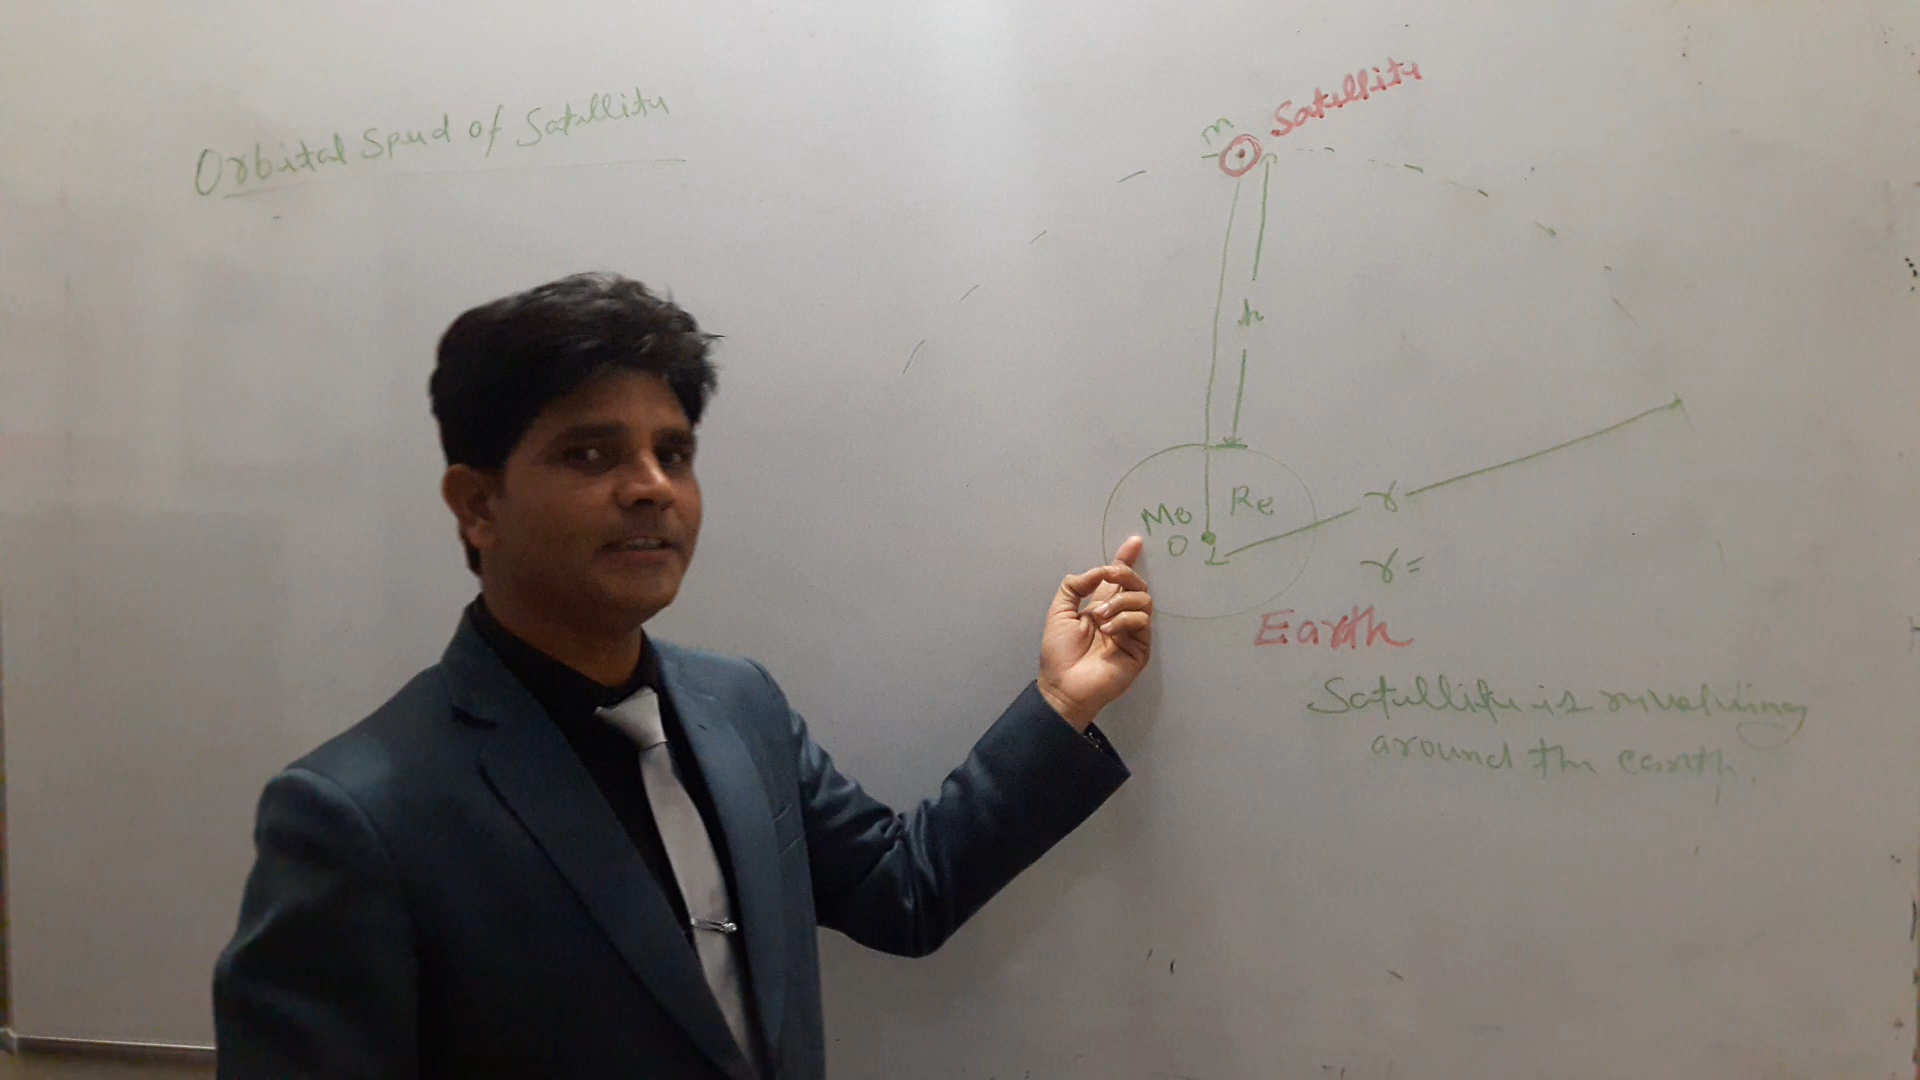 Orbital Speed of Satellite
m
Satellite
h
Re
Me
O
r
r =
Earth
Satellite is revolving
around the earth.